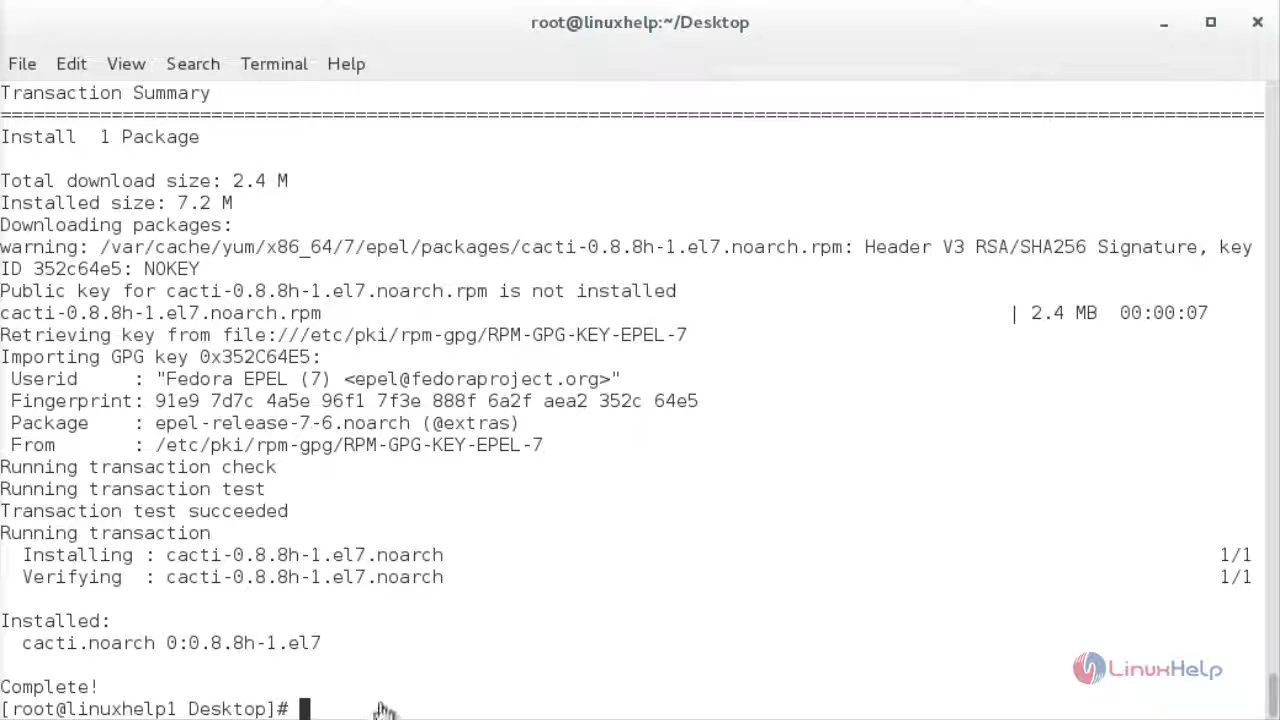 root@linuxhelp:~/Desktop
File Edit View Search Terminal Help
Transaction Summary
================================================================================================================
Install  1 Package

Total download size: 2.4 M
Installed size: 7.2 M
Downloading packages:
warning: /var/cache/yum/x86_64/7/epel/packages/cacti-0.8.8h-1.el7.noarch.rpm: Header V3 RSA/SHA256 Signature, key
ID 352c64e5: NOKEY
Public key for cacti-0.8.8h-1.el7.noarch.rpm is not installed
cacti-0.8.8h-1.el7.noarch.rpm | 2.4 MB  00:00:07
Retrieving key from file:///etc/pki/rpm-gpg/RPM-GPG-KEY-EPEL-7
Importing GPG key 0x352C64E5:
 Userid     : "Fedora EPEL (7) <epel@fedoraproject.org>"
 Fingerprint: 91e9 7d7c 4a5e 96f1 7f3e 888f 6a2f aea2 352c 64e5
 Package    : epel-release-7-6.noarch (@extras)
 From       : /etc/pki/rpm-gpg/RPM-GPG-KEY-EPEL-7
Running transaction check
Running transaction test
Transaction test succeeded
Running transaction
  Installing : cacti-0.8.8h-1.el7.noarch 1/1
  Verifying  : cacti-0.8.8h-1.el7.noarch 1/1

Installed:
  cacti.noarch 0:0.8.8h-1.el7

LinuxHelp
Complete!
[root@linuxhelp1 Desktop]#